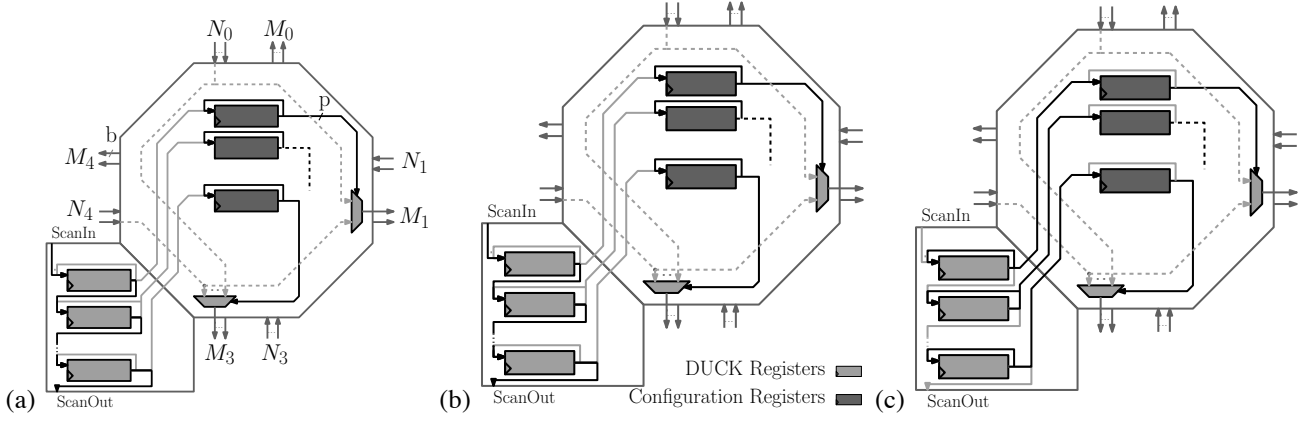 N0 M0
p
b
M4
N1
N4
M1
ScanIn
M3 N3
ScanOut
(a)
ScanIn
ScanOut
(b)
DUCK Registers
Configuration Registers
ScanIn
ScanOut
(c)